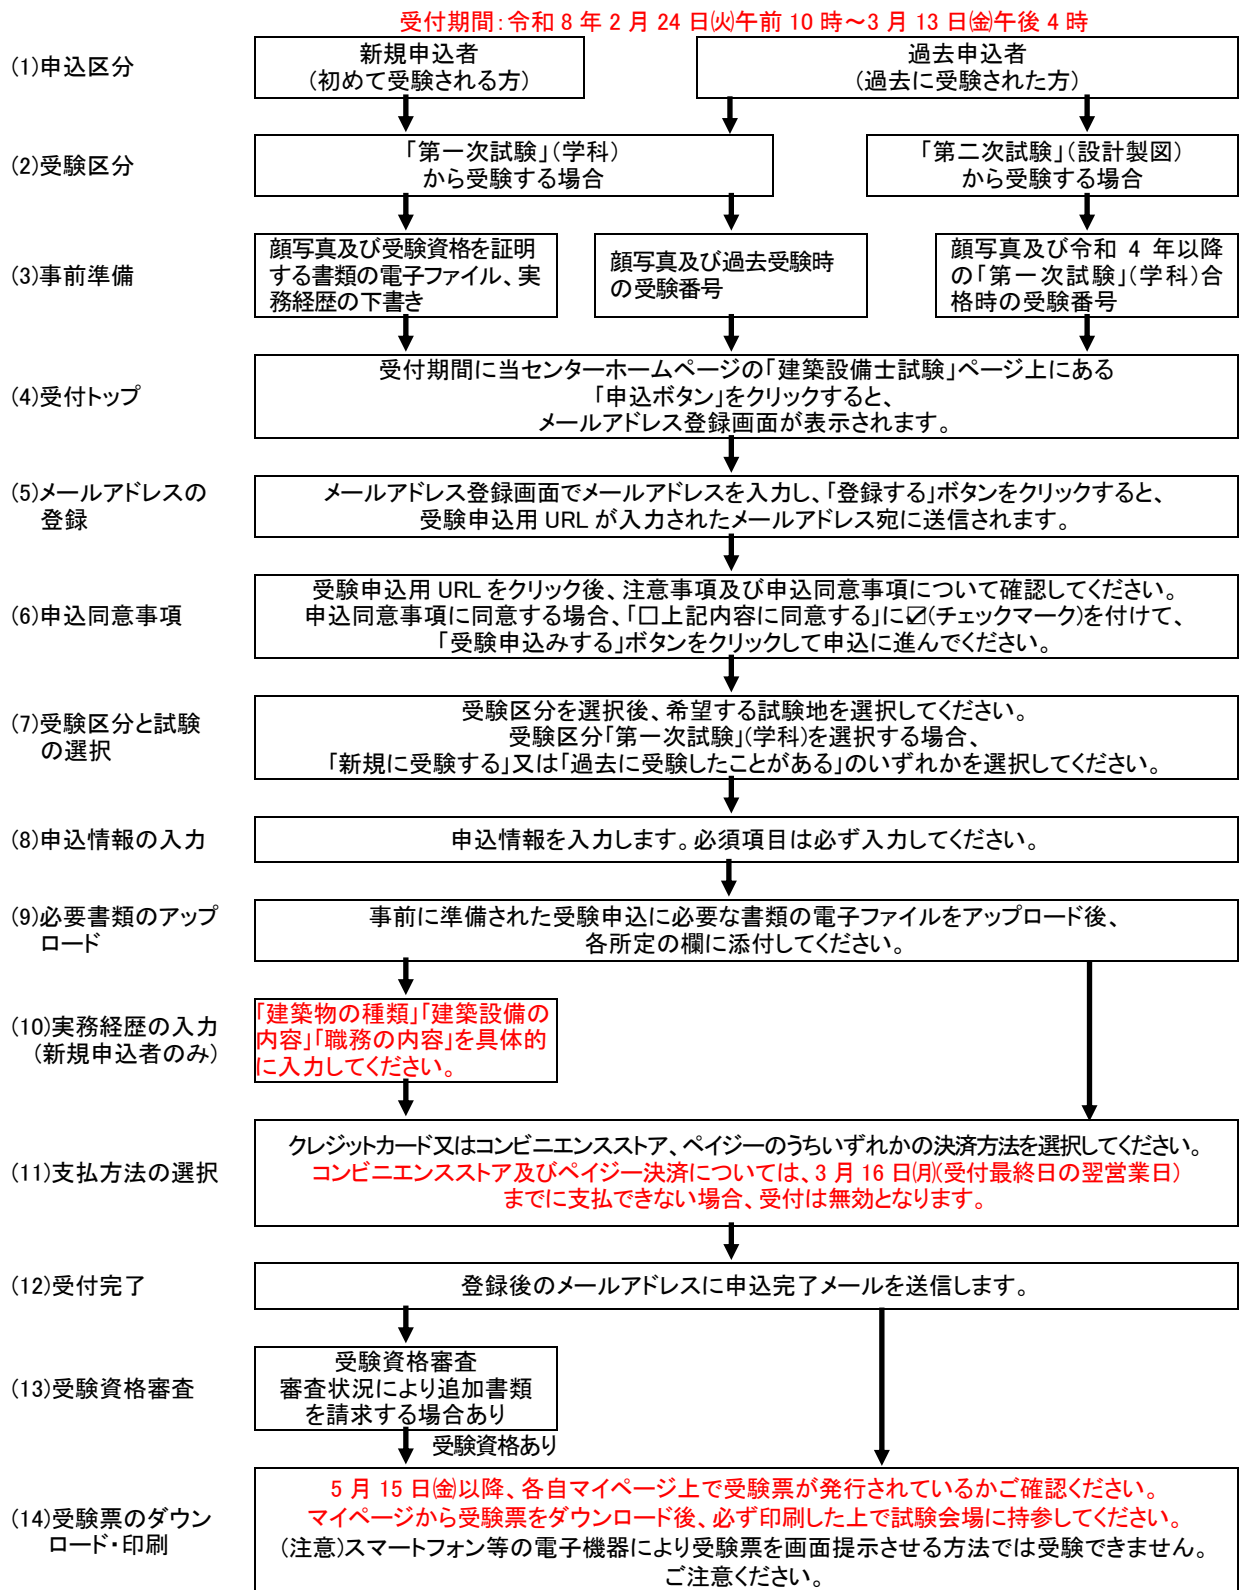 受付期間：令和 8 年 2 月 24 日㈫午前 10 時～3 月 13 日㈮午後 4 時
(1)申込区分
新規申込者
(初めて受験される方)
過去申込者
(過去に受験された方)
(2)受験区分
「第一次試験」(学科)
から受験する場合
「第二次試験」(設計製図)
から受験する場合
(3)事前準備
顔写真及び受験資格を証明
する書類の電子ファイル、実
務経歴の下書き
顔写真及び過去受験時
の受験番号
顔写真及び令和 4 年以降
の「第一次試験」(学科)合
格時の受験番号
(4)受付トップ
受付期間に当センターホームページの「建築設備士試験」ページ上にある
「申込ボタン」をクリックすると、
メールアドレス登録画面が表示されます。
(5)メールアドレスの
登録
メールアドレス登録画面でメールアドレスを入力し、「登録する」ボタンをクリックすると、
受験申込用 URL が入力されたメールアドレス宛に送信されます。
(6)申込同意事項
受験申込用 URL をクリック後、注意事項及び申込同意事項について確認してください。
申込同意事項に同意する場合、「□上記内容に同意する」に☑(チェックマーク)を付けて、
「受験申込みする」ボタンをクリックして申込に進んでください。
(7)受験区分と試験
の選択
受験区分を選択後、希望する試験地を選択してください。
受験区分「第一次試験」(学科)を選択する場合、
「新規に受験する」又は「過去に受験したことがある」のいずれかを選択してください。
(8)申込情報の入力
申込情報を入力します。必須項目は必ず入力してください。
(9)必要書類のアップ
ロード
事前に準備された受験申込に必要な書類の電子ファイルをアップロード後、
各所定の欄に添付してください。
(10)実務経歴の入力
(新規申込者のみ)
「建築物の種類」「建築設備の
内容」「職務の内容」を具体的
に入力してください。
(11)支払方法の選択
クレジットカード又はコンビニエンスストア、ペイジーのうちいずれかの決済方法を選択してください。
コンビニエンスストア及びペイジー決済については、3 月 16 日㈪(受付最終日の翌営業日)
までに支払できない場合、受付は無効となります。
(12)受付完了
登録後のメールアドレスに申込完了メールを送信します。
(13)受験資格審査
受験資格審査
審査状況により追加書類
を請求する場合あり
受験資格あり
(14)受験票のダウン
ロード・印刷
5 月 15 日㈮以降、各自マイページ上で受験票が発行されているかご確認ください。
マイページから受験票をダウンロード後、必ず印刷した上で試験会場に持参してください。
(注意)スマートフォン等の電子機器により受験票を画面提示させる方法では受験できません。
ご注意ください。